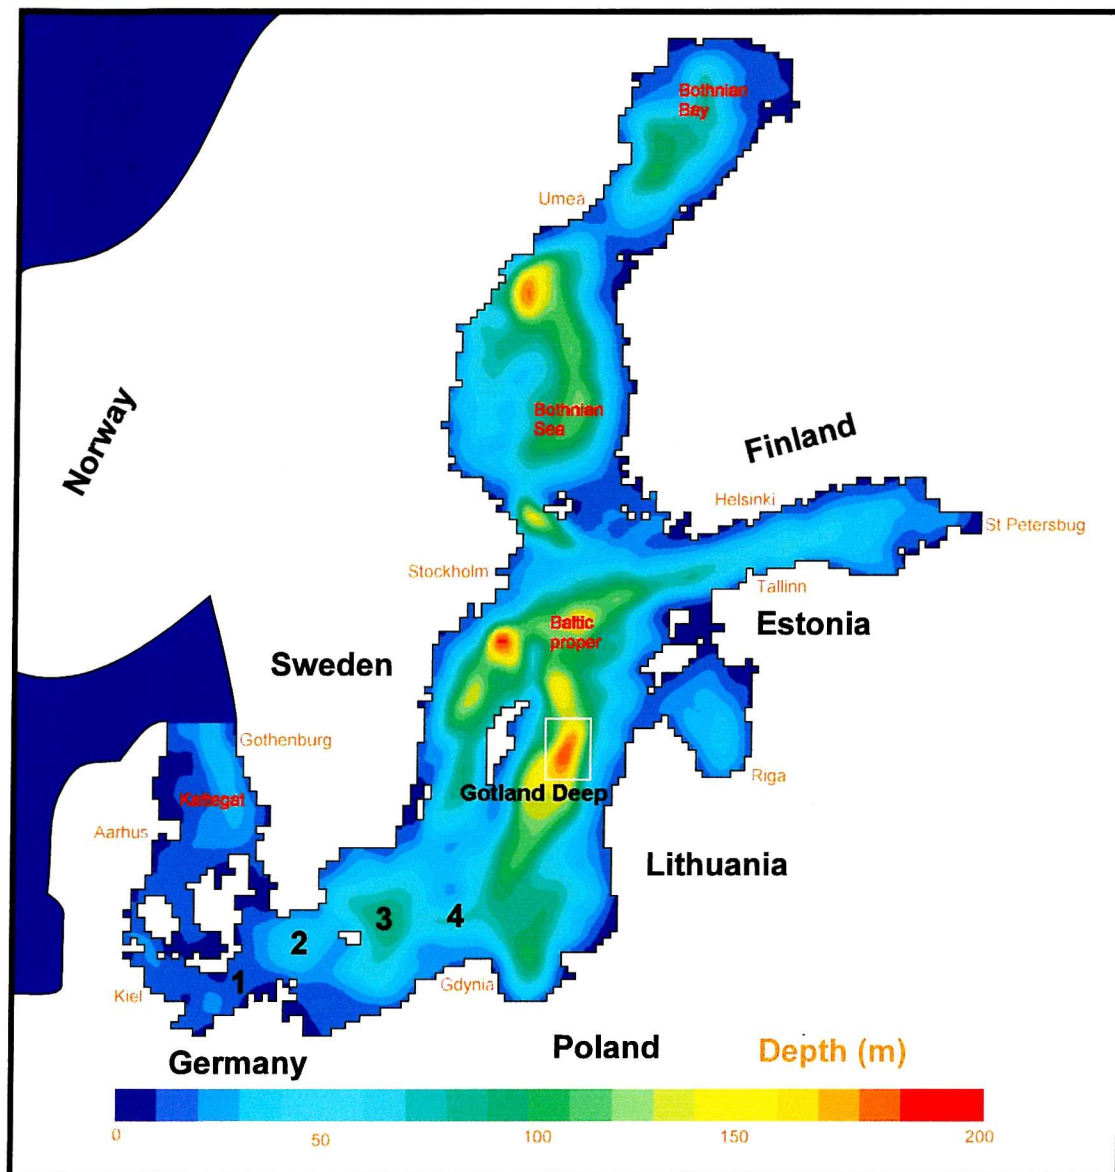 Bothnian
Bay
Umeå
Norway
Bothnian
Sea
Finland
Helsinki
St Petersbug
Stockholm
Tallinn
Baltic
proper
Estonia
Sweden
Gothenburg
Riga
Kattegat
Gotland Deep
Aarhus
Lithuania
3
4
2
1
Gdynia
Kiel
Poland
Depth (m)
Germany
0
50
100
150
200